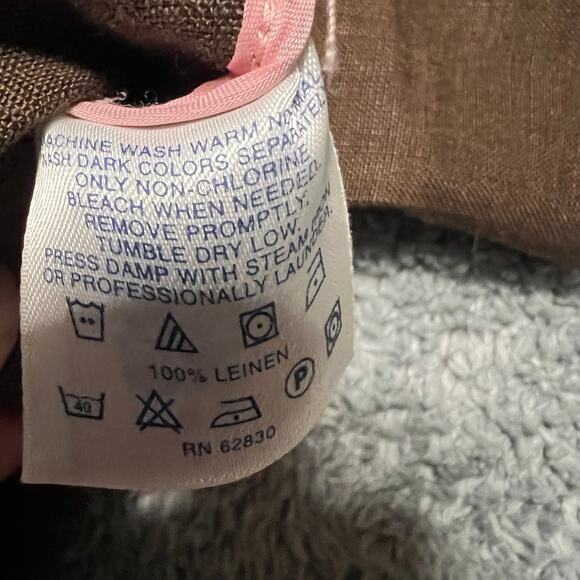 MACHINE WASH WARM NORMAL.
WASH DARK COLORS SEPARATELY
ONLY NON-CHLORINE
BLEACH WHEN NEEDED.
REMOVE PROMPTLY.
TUMBLE DRY LOW.
PRESS DAMP WITH STEAM IRON
OR PROFESSIONALLY LAUNDER.
100% LEINEN
40
P
RN 62830